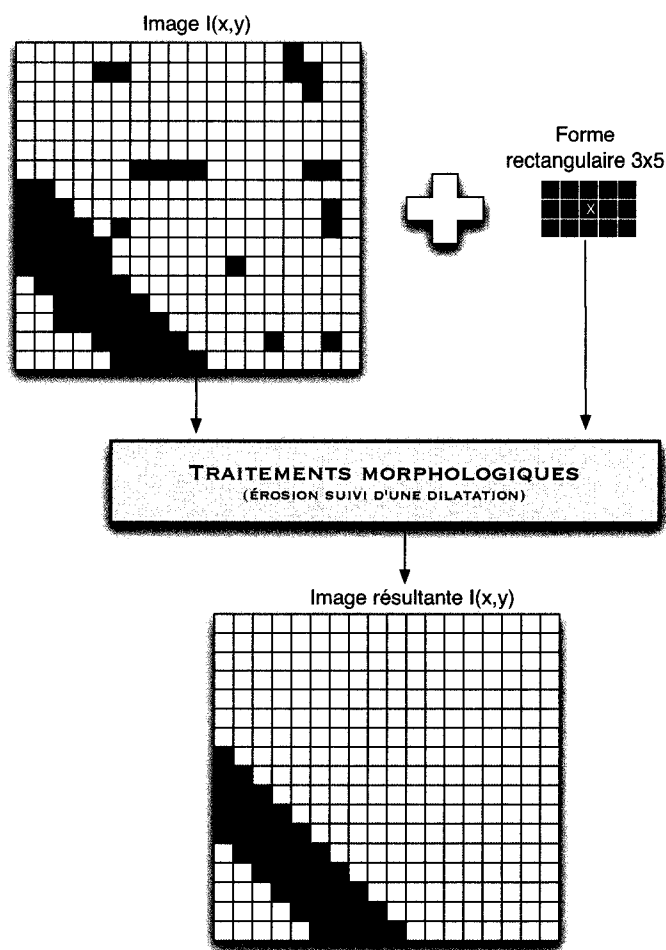 Image I(x,y)
Forme
rectangulaire 3x5
X
TRAITEMENTS MORPHOLOGIQUES
(ÉROSION SUIVI D'UNE DILATATION)
Image résultante I(x,y)